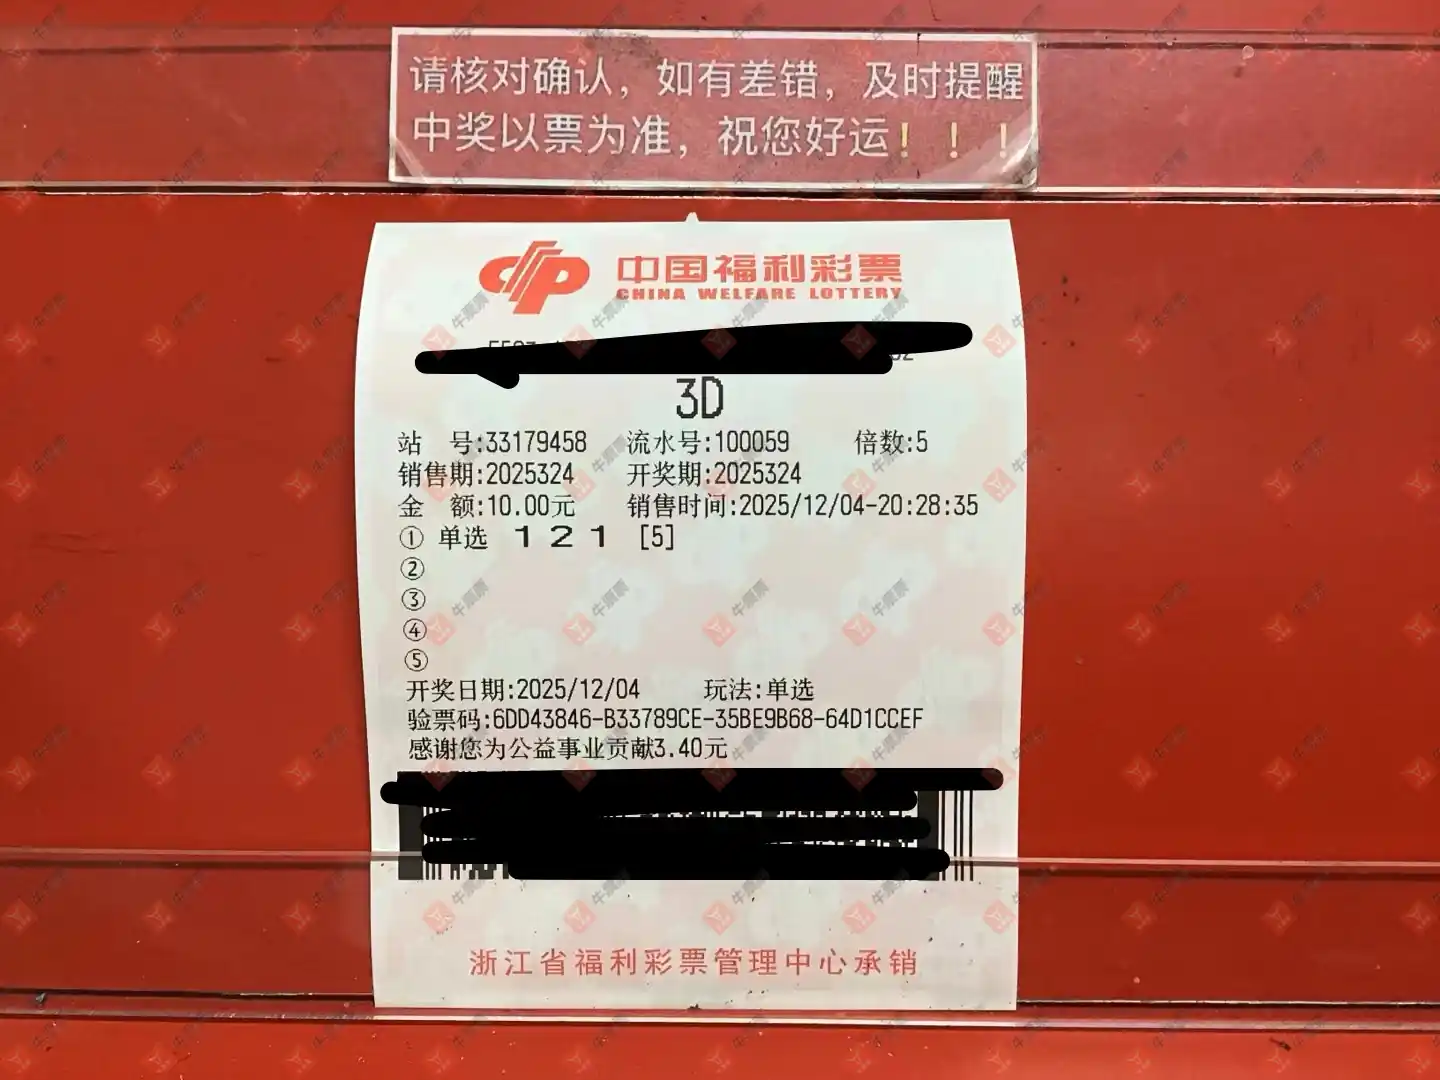 请核对确认，如有差错，及时提醒
中奖以票为准，祝您好运！！！
中国福利彩票
CHINA WELFARE LOTTERY
3D
站 号:33179458 流水号:100059 倍数:5
销售期:2025324 开奖期:2025324
金 额:10.00元 销售时间:2025/12/04-20:28:35
① 单选 1 2 1 [5]
②
③
④
⑤
开奖日期:2025/12/04 玩法:单选
验票码:6DD43846-B33789CE-35BE9B68-64D1CCEF
感谢您为公益事业贡献3.40元
浙江省福利彩票管理中心承销